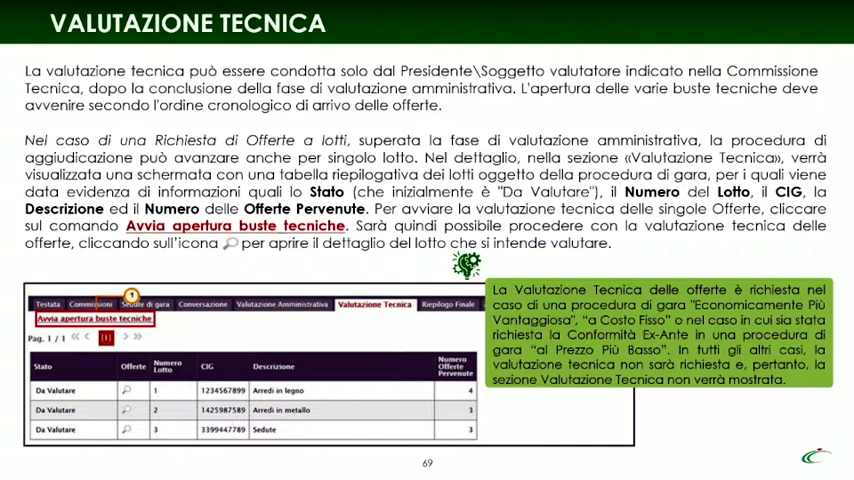 VALUTAZIONE TECNICA
La valutazione tecnica può essere condotta solo dal Presidente\Soggetto valutatore indicato nella Commissione
Tecnica, dopo la conclusione della fase di valutazione amministrativa. L'apertura delle varie buste tecniche deve
avvenire secondo l'ordine cronologico di arrivo delle offerte.
Nel caso di una Richiesta di Offerte a lotti, superata la fase di valutazione amministrativa, la procedura di
aggiudicazione può avanzare anche per singolo lotto. Nel dettaglio, nella sezione «Valutazione Tecnica», verrà
visualizzata una schermata con una tabella riepilogativa dei lotti oggetto della procedura di gara, per i quali viene
data evidenza di informazioni quali lo Stato (che inizialmente è "Da Valutare"), il Numero del Lotto, il CIG, la
Descrizione ed il Numero delle Offerte Pervenute. Per avviare la valutazione tecnica delle singole Offerte, cliccare
sul comando Avvia apertura buste tecniche. Sarà quindi possibile procedere con la valutazione tecnica delle
offerte, cliccando sull'icona per aprire il dettaglio del lotto che si intende valutare.
1
Testata Commissioni Sedute di gara Conversazione Valutazione Amministrativa Valutazione Tecnica Riepilogo Finale
Avvia apertura buste tecniche
Pag. 1 / 1 [1]
Stato Offerte Numero Lotto CIG Descrizione Numero Offerte Pervenute
Da Valutare 1 1234567899 Arredi in legno 4
Da Valutare 2 1425987589 Arredi in metallo 3
Da Valutare 3 3399447789 Sedute 3
La Valutazione Tecnica delle offerte è richiesta nel
caso di una procedura di gara "Economicamente Più
Vantaggiosa", "a Costo Fisso" o nel caso in cui sia stata
richiesta la Conformità Ex-Ante in una procedura di
gara "al Prezzo Più Basso". In tutti gli altri casi, la
valutazione tecnica non sarà richiesta e, pertanto, la
sezione Valutazione Tecnica non verrà mostrata.
69